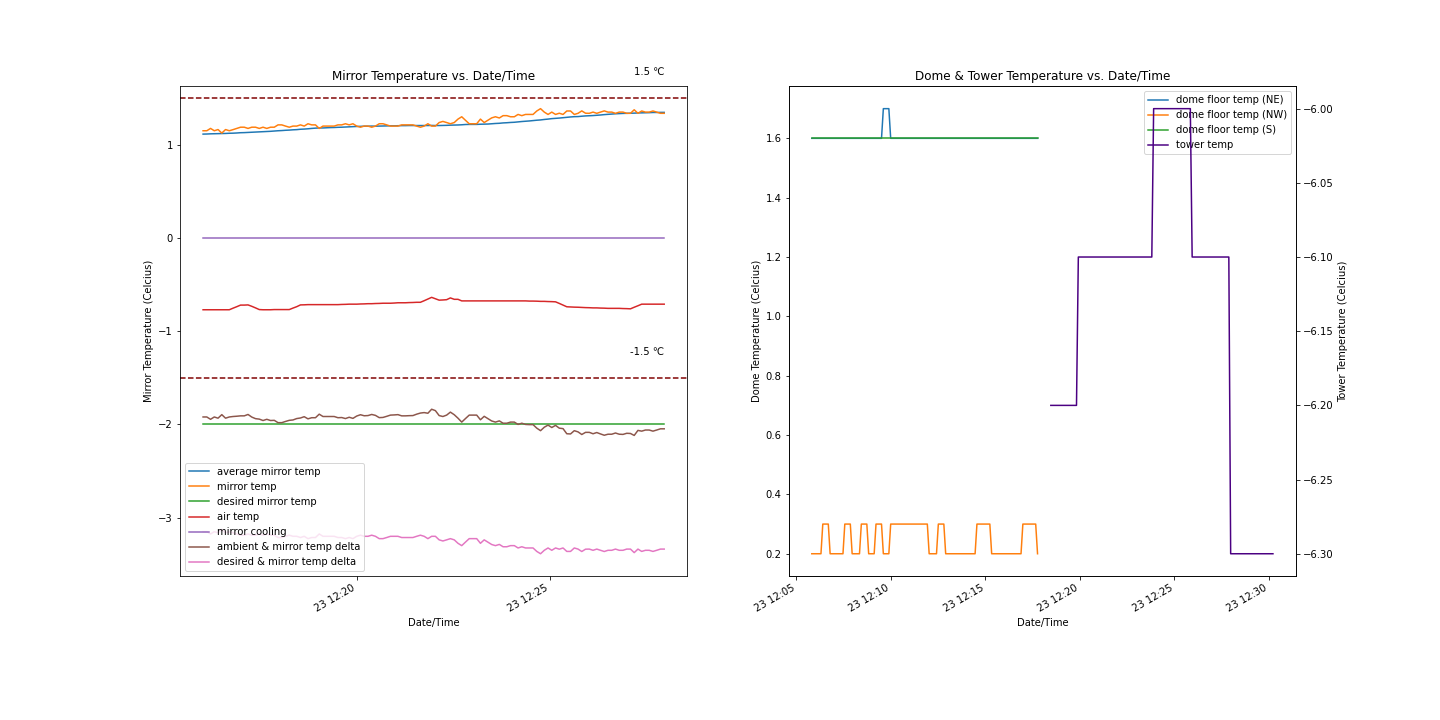 Mirror Temperature vs. Date/Time
1.5 °C
-1.5 °C
Mirror Temperature (Celcius)
1
0
−1
−2
−3
average mirror temp
mirror temp
desired mirror temp
air temp
mirror cooling
ambient & mirror temp delta
desired & mirror temp delta
23 12:20
23 12:25
Date/Time
Dome & Tower Temperature vs. Date/Time
Dome Temperature (Celcius)
1.6
1.4
1.2
1.0
0.8
0.6
0.4
0.2
dome floor temp (NE)
dome floor temp (NW)
dome floor temp (S)
tower temp
−6.00
−6.05
−6.10
−6.15
−6.20
−6.25
−6.30
Tower Temperature (Celcius)
23 12:05
23 12:10
23 12:15
23 12:20
23 12:25
23 12:30
Date/Time